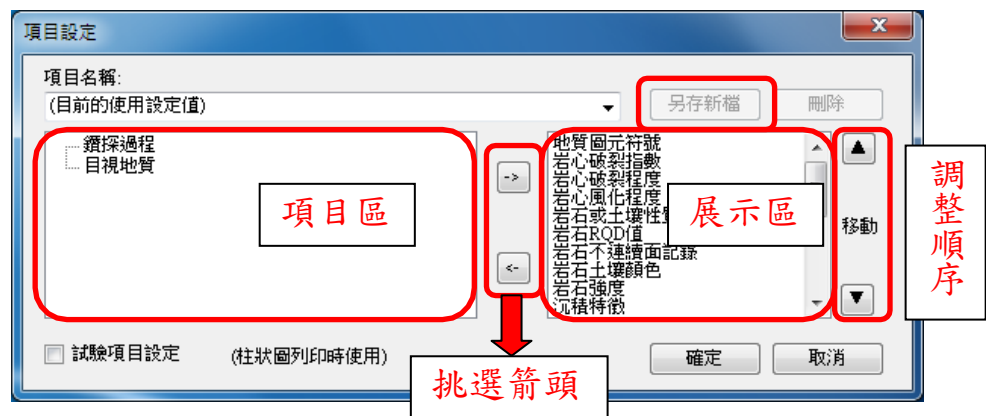 項目設定
項目名稱:
(目前的使用設定值)
另存新檔
刪除
鑽探過程
目視地質
項目區
->
<-
地質圖元符號
岩心破裂指數
岩心破裂程度
岩心風化程度
岩石或土壤性
岩石RQD值
岩石不連續面記錄
岩石土壤顏色
岩石強度
沉積特徵
展示區
移動
調整順序
試驗項目設定
(柱狀圖列印時使用)
挑選箭頭
確定
取消